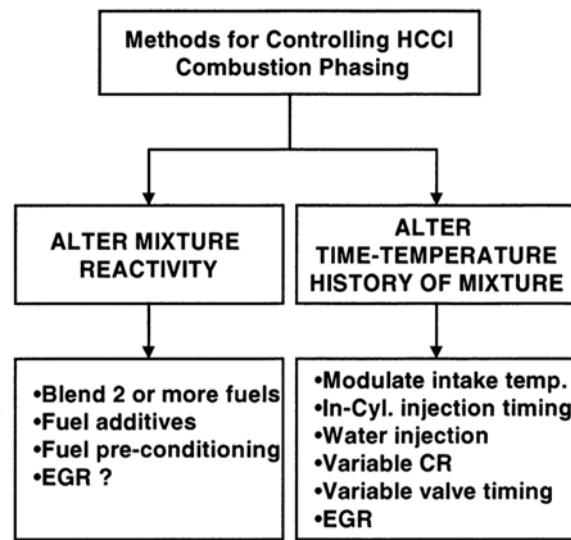 Methods for Controlling HCCI
Combustion Phasing
ALTER MIXTURE
REACTIVITY
ALTER
TIME-TEMPERATURE
HISTORY OF MIXTURE
•Blend 2 or more fuels
•Fuel additives
•Fuel pre-conditioning
•EGR ?
•Modulate intake temp.
•In-Cyl. injection timing
•Water injection
•Variable CR
•Variable valve timing
•EGR